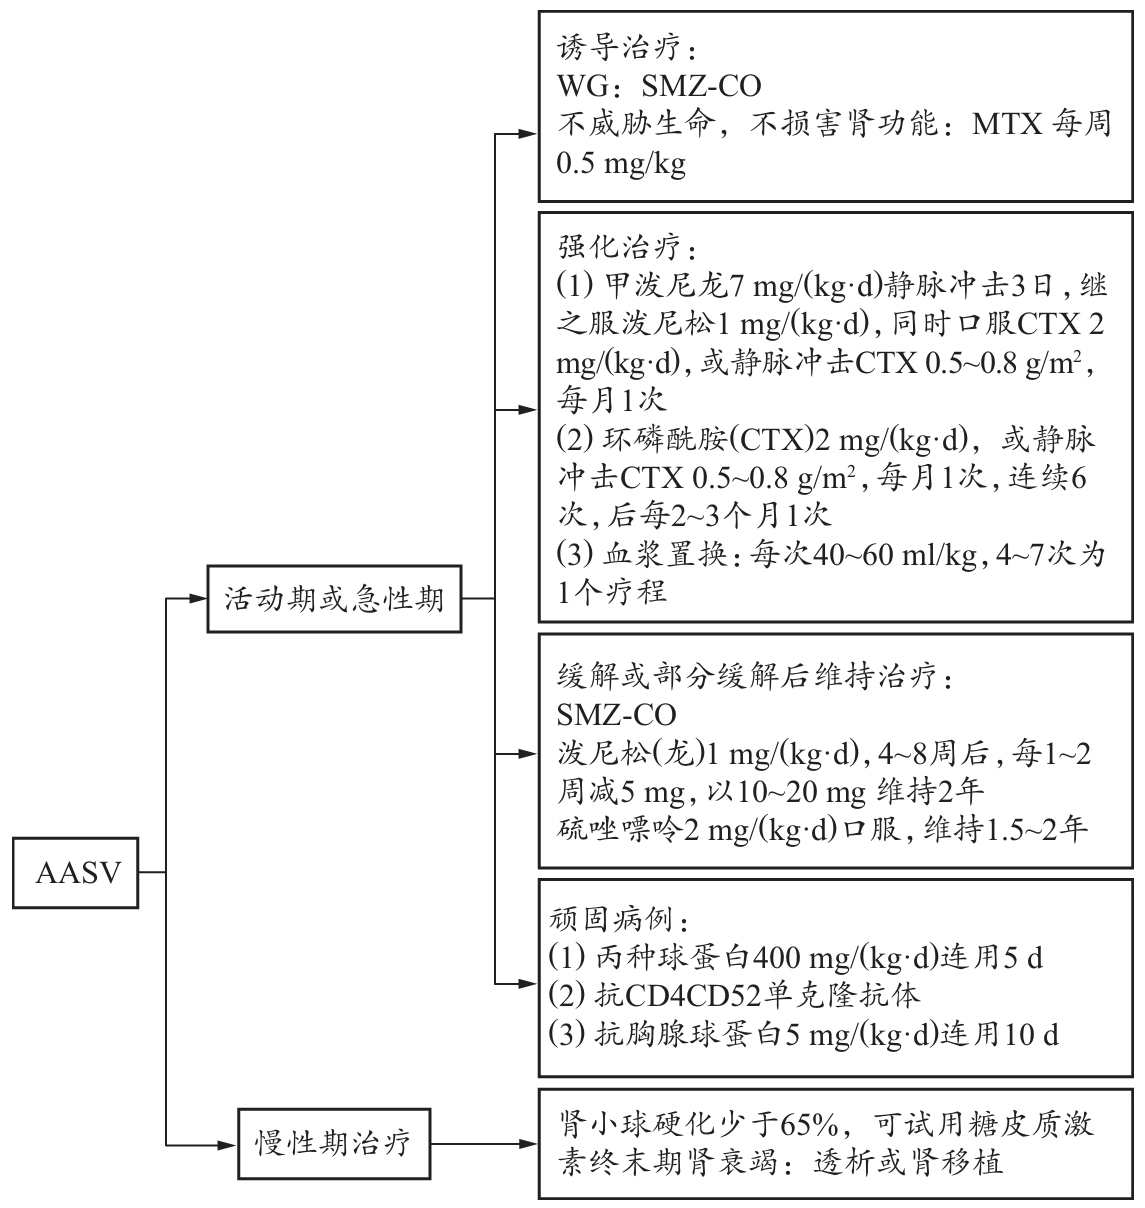 诱导治疗：
WG：SMZ-CO
不威胁生命，不损害肾功能：MTX 每周
0.5 mg/kg
强化治疗：
(1) 甲泼尼龙7 mg/(kg·d)静脉冲击3日，继
之服泼尼松1 mg/(kg·d)，同时口服CTX 2
mg/(kg·d)，或静脉冲击CTX 0.5~0.8 g/m²，
每月1次
(2) 环磷酰胺(CTX)2 mg/(kg·d)，或静脉
冲击CTX 0.5~0.8 g/m²，每月1次，连续6
次，后每2~3个月1次
(3) 血浆置换：每次40~60 ml/kg，4~7次为
1个疗程
活动期或急性期
缓解或部分缓解后维持治疗：
SMZ-CO
泼尼松(龙)1 mg/(kg·d)，4~8周后，每1~2
周减5 mg，以10~20 mg 维持2年
硫唑嘌呤2 mg/(kg·d)口服，维持1.5~2年
AASV
顽固病例：
(1) 丙种球蛋白400 mg/(kg·d)连用5 d
(2) 抗CD4CD52单克隆抗体
(3) 抗胸腺球蛋白5 mg/(kg·d)连用10 d
慢性期治疗
肾小球硬化少于65%，可试用糖皮质激
素终末期肾衰竭：透析或肾移植